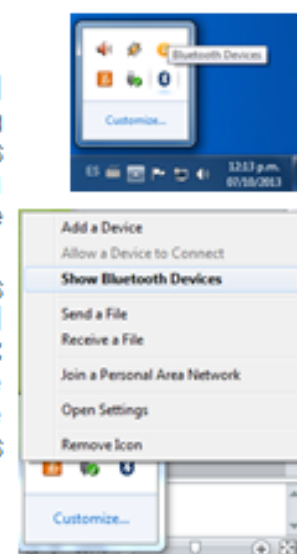 Bluetooth Devices
Customize...
ES
12:13 p.m.
07/10/2013
Add a Device
Allow a Device to Connect
Show Bluetooth Devices
Send a File
Receive a File
Join a Personal Area Network
Open Settings
Remove Icon
Customize...